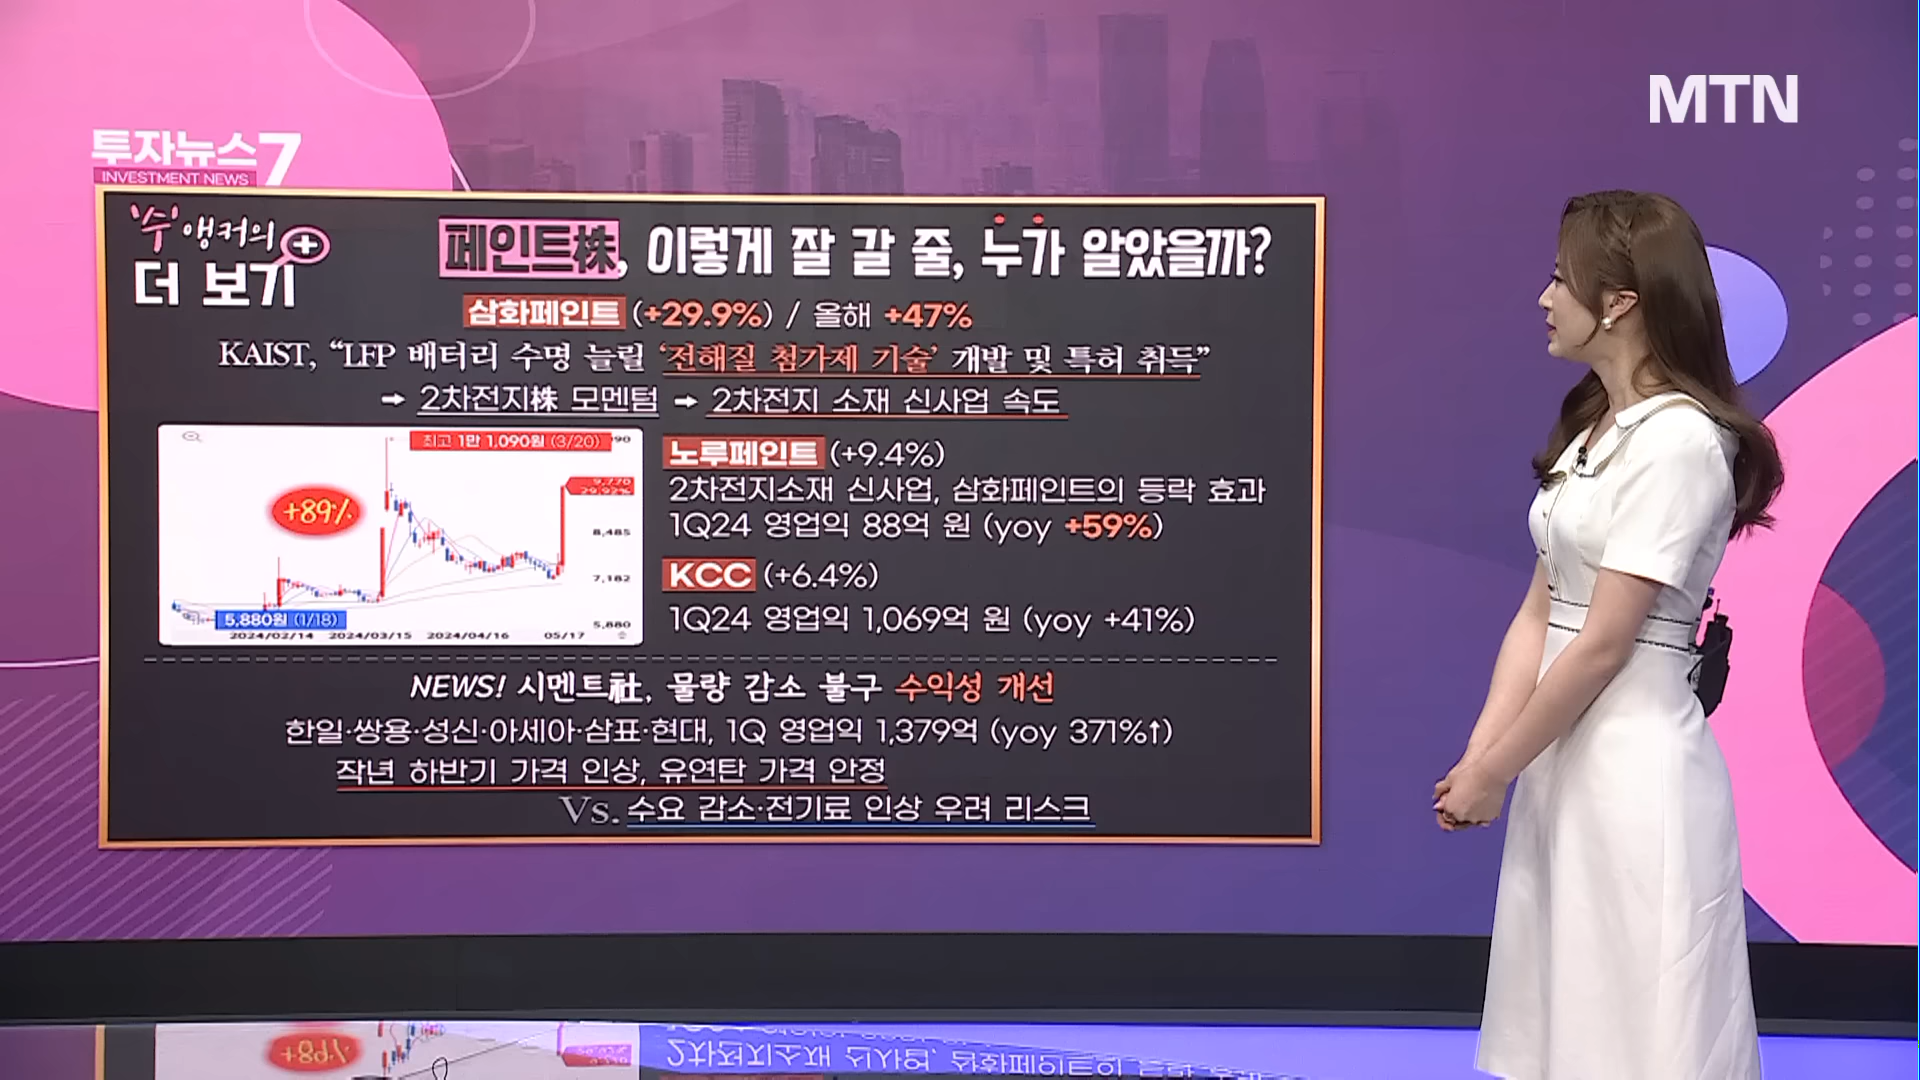 MTN
투자뉴스7
INVESTMENT NEWS
'수' 앵커의
더 보기
페인트株, 이렇게 잘 갈 줄, 누가 알았을까?
삼화페인트 (+29.9%) / 올해 +47%
KAIST, “LFP 배터리 수명 늘릴 ‘전해질 첨가제 기술’ 개발 및 특허 취득”
➡ 2차전지株 모멘텀 ➡ 2차전지 소재 신사업 속도
최고 1만 1,090원 (3/20)
9,770
29.92%
+89%
8,485
7,182
5,880원 (1/18)
5,880
2024/02/14 2024/03/15 2024/04/16 05/17
노루페인트 (+9.4%)
2차전지소재 신사업, 삼화페인트의 등락 효과
1Q24 영업익 88억 원 (yoy +59%)
KCC (+6.4%)
1Q24 영업익 1,069억 원 (yoy +41%)
NEWS! 시멘트社, 물량 감소 불구 수익성 개선
한일·쌍용·성신·아세아·삼표·현대, 1Q 영업익 1,379억 (yoy 371%↑)
작년 하반기 가격 인상, 유연탄 가격 안정
Vs. 수요 감소·전기료 인상 우려 리스크